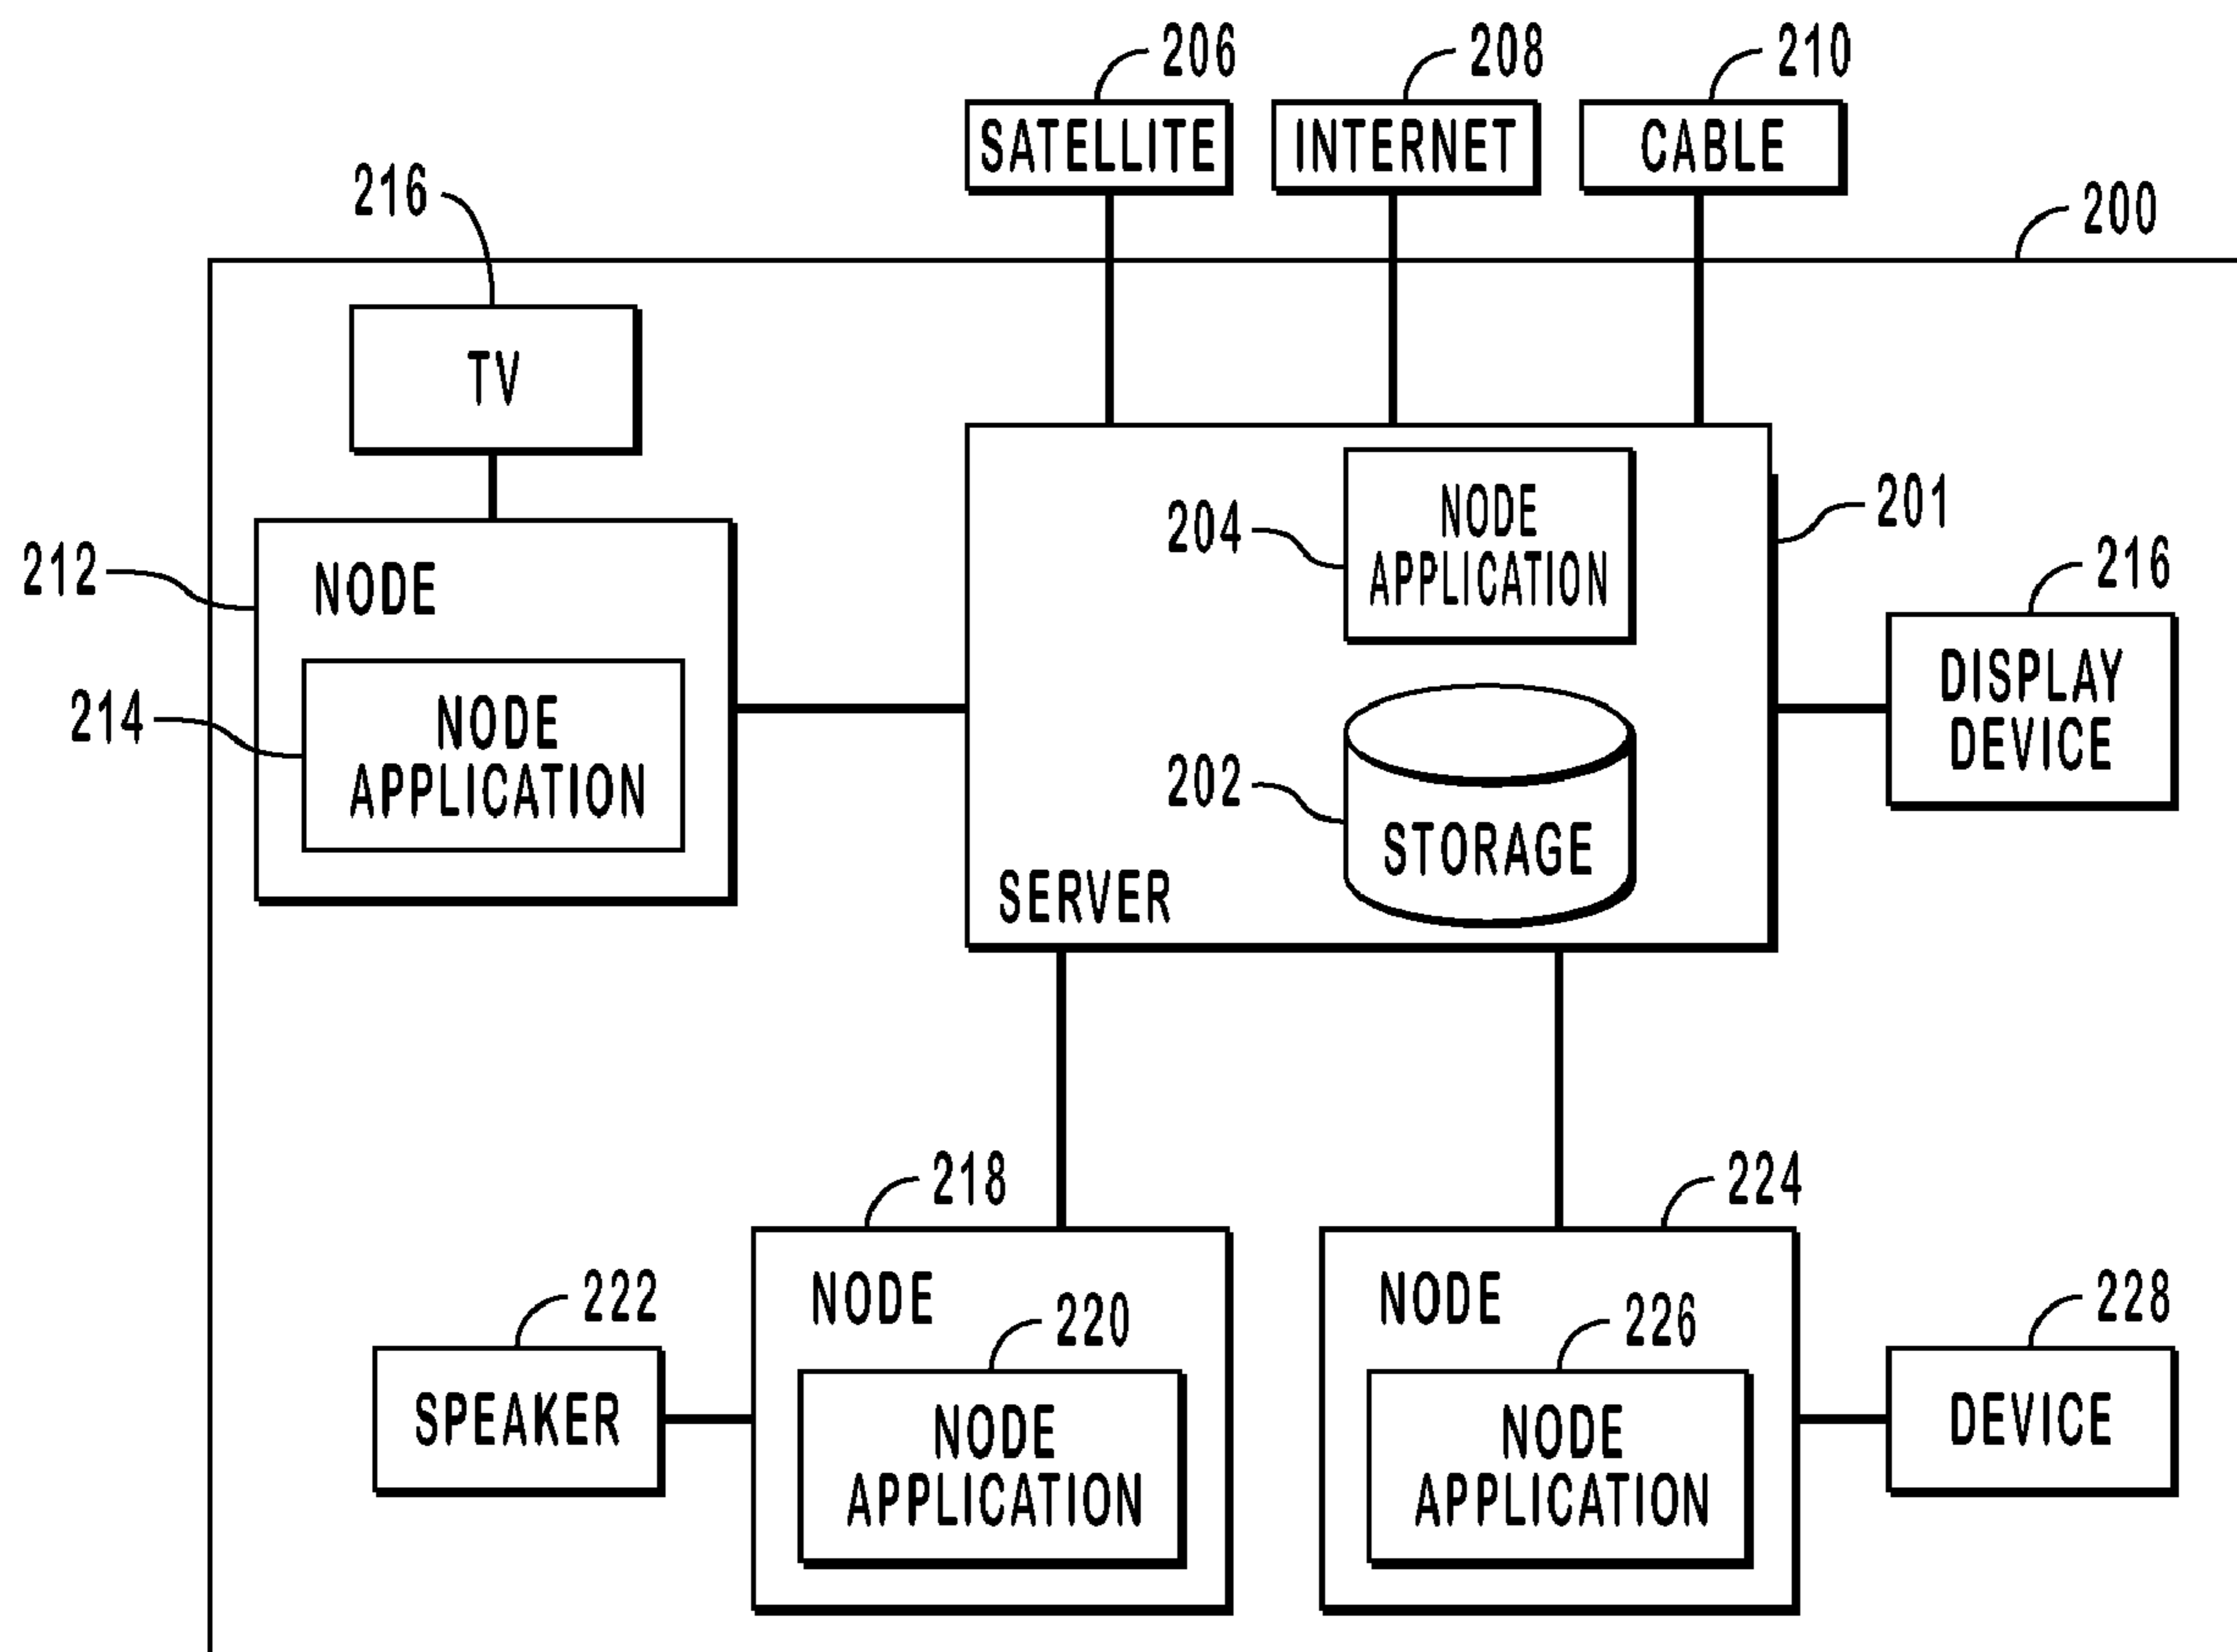 206
208
210
SATELLITE
INTERNET
CABLE
216
200
TV
201
204
NODE
APPLICATION
212
NODE
216
DISPLAY
DEVICE
214
NODE
APPLICATION
202
STORAGE
SERVER
218
224
NODE
NODE
222
220
226
228
SPEAKER
NODE
APPLICATION
NODE
APPLICATION
DEVICE